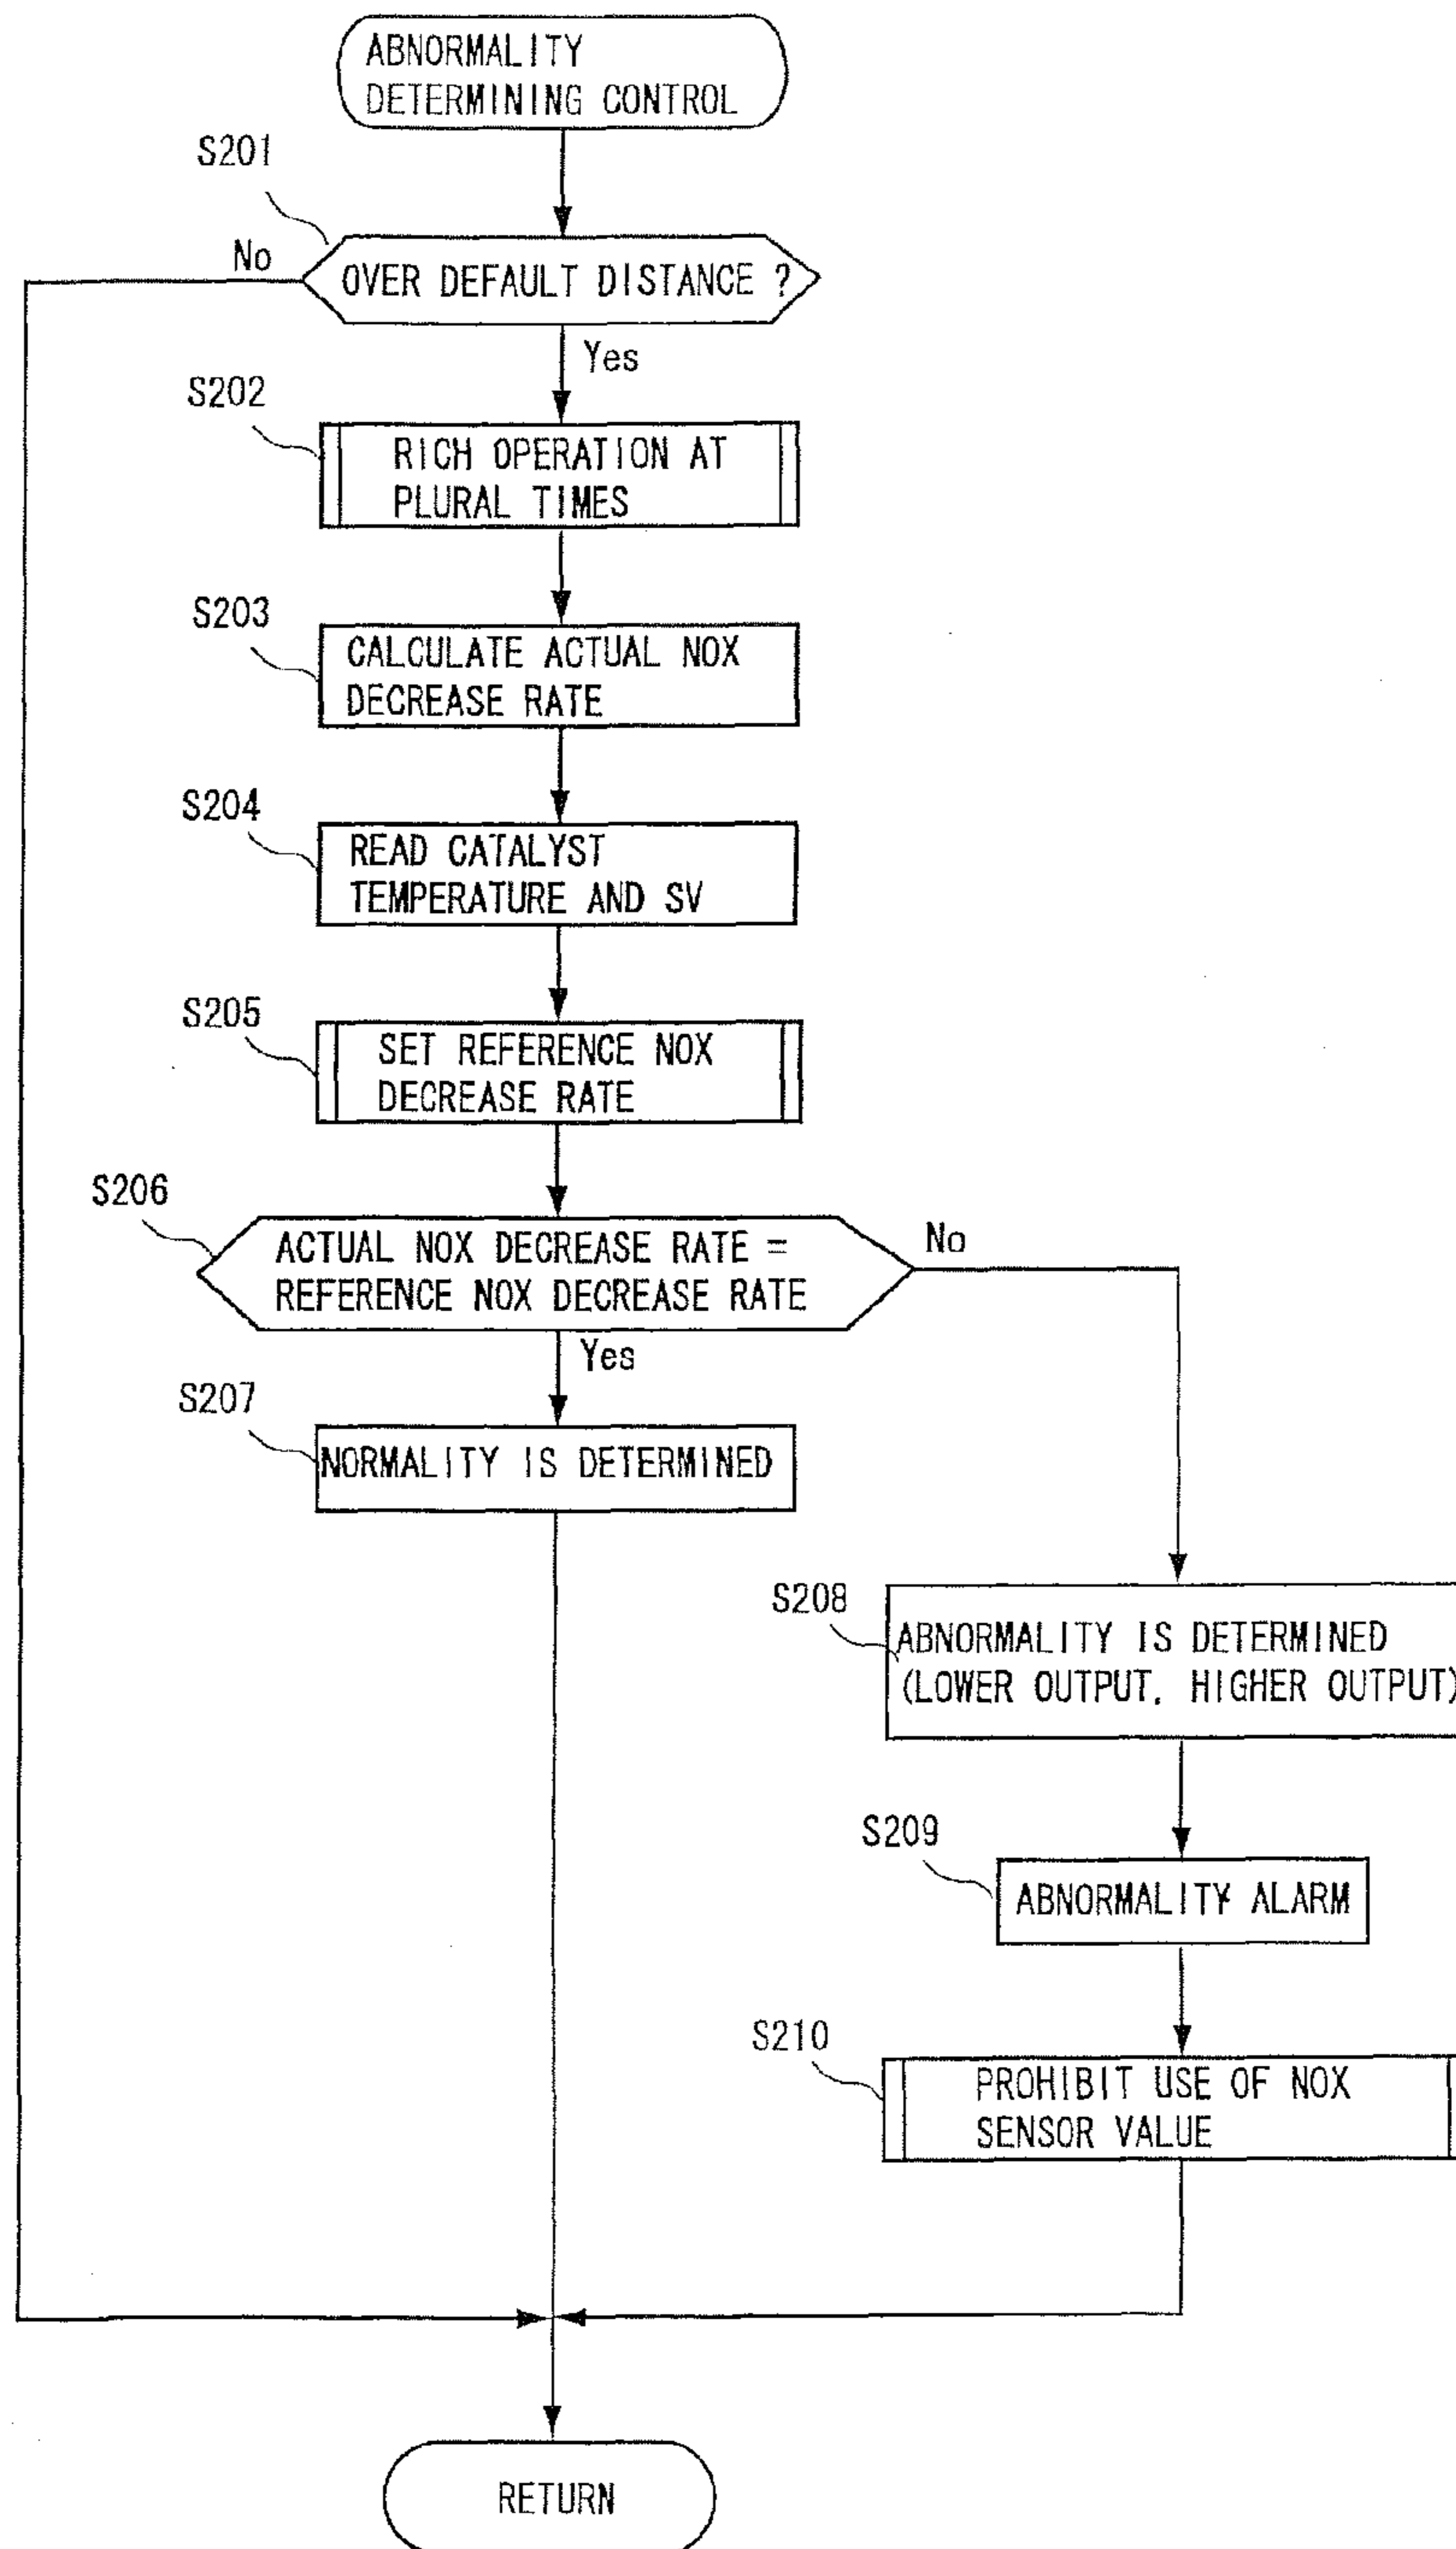 ABNORMALITY
DETERMINING CONTROL
S201
No
OVER DEFAULT DISTANCE ?
Yes
S202
RICH OPERATION AT
PLURAL TIMES
S203
CALCULATE ACTUAL NOX
DECREASE RATE
S204
READ CATALYST
TEMPERATURE AND SV
S205
SET REFERENCE NOX
DECREASE RATE
S206
ACTUAL NOX DECREASE RATE =
REFERENCE NOX DECREASE RATE
No
Yes
S207
NORMALITY IS DETERMINED
S208
ABNORMALITY IS DETERMINED
(LOWER OUTPUT, HIGHER OUTPUT)
S209
ABNORMALITY ALARM
S210
PROHIBIT USE OF NOX
SENSOR VALUE
RETURN